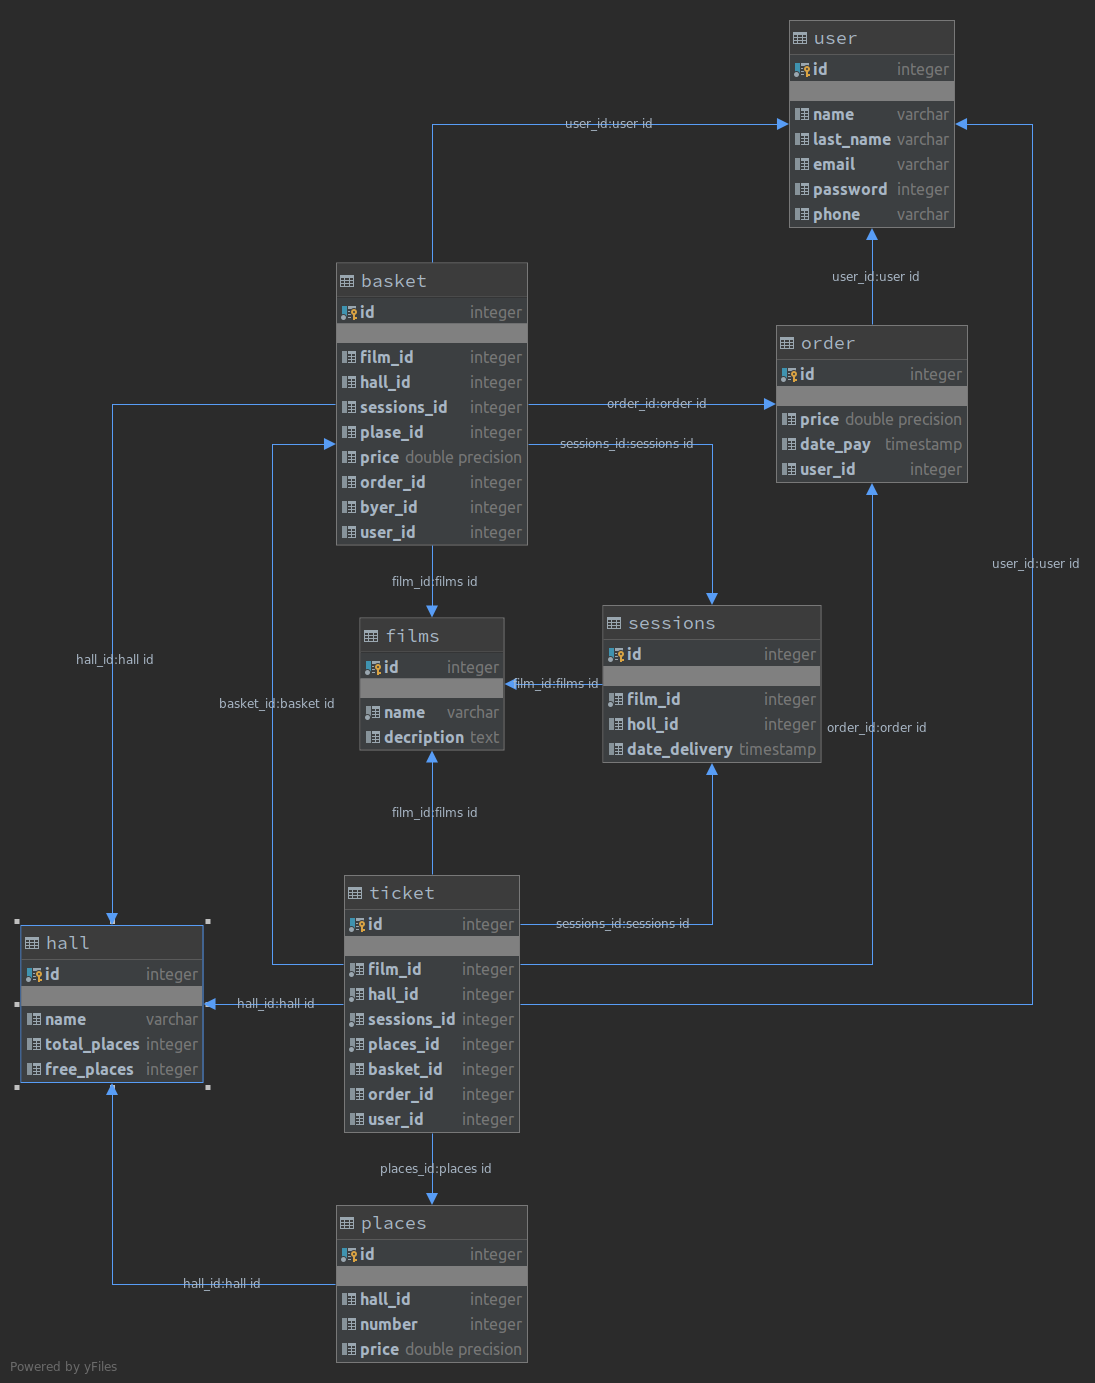 user
id integer
name varchar
last_name varchar
email varchar
password integer
phone varchar
user_id:user id
user_id:user id
basket
id integer
film_id integer
hall_id integer
sessions_id integer
plase_id integer
price double precision
order_id integer
byer_id integer
user_id integer
order
id integer
price double precision
date_pay timestamp
user_id integer
order_id:order id
sessions_id:sessions id
user_id:user id
film_id:films id
films
id integer
name varchar
decription text
film_id:films id
sessions
id integer
film_id integer
holl_id integer
date_delivery timestamp
hall_id:hall id
basket_id:basket id
order_id:order id
film_id:films id
ticket
id integer
film_id integer
hall_id integer
sessions_id integer
places_id integer
basket_id integer
order_id integer
user_id integer
sessions_id:sessions id
hall
id integer
name varchar
total_places integer
free_places integer
hall_id:hall id
places_id:places id
places
id integer
hall_id integer
number integer
price double precision
hall_id:hall id
Powered by yFiles